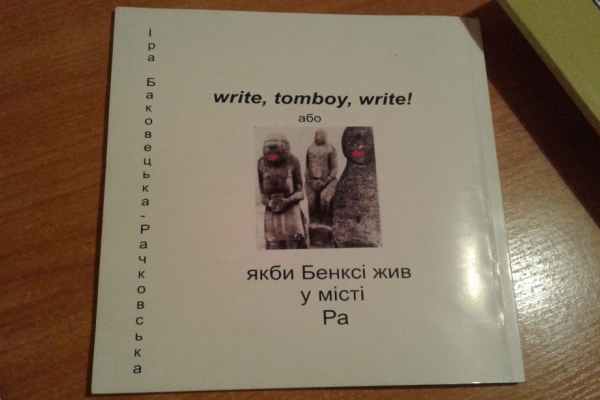 Іра Баковецька-Рачковська
write, tomboy, write!
або
якби Бенксі жив
у місті
Ра